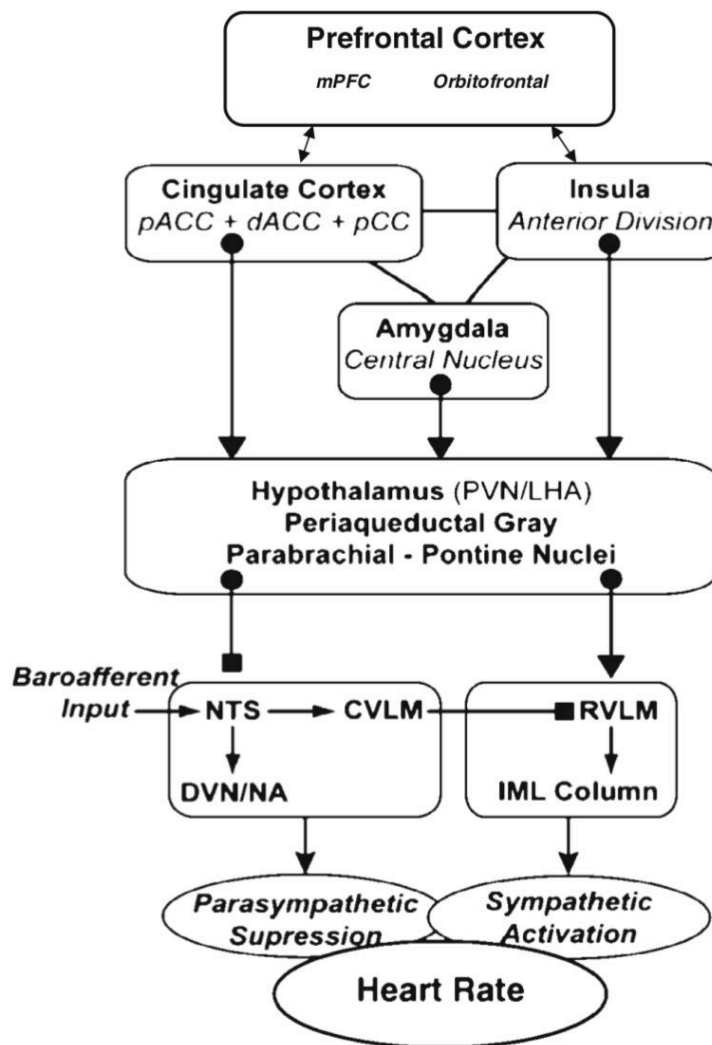 Prefrontal Cortex
mPFC Orbitofrontal
Cingulate Cortex
pACC + dACC + pCC
Insula
Anterior Division
Amygdala
Central Nucleus
Hypothalamus (PVN/LHA)
Periaqueductal Gray
Parabrachial - Pontine Nuclei
Baroafferent
Input
NTS CVLM RVLM
DVN/NA IML Column
Parasympathetic
Supression
Sympathetic
Activation
Heart Rate